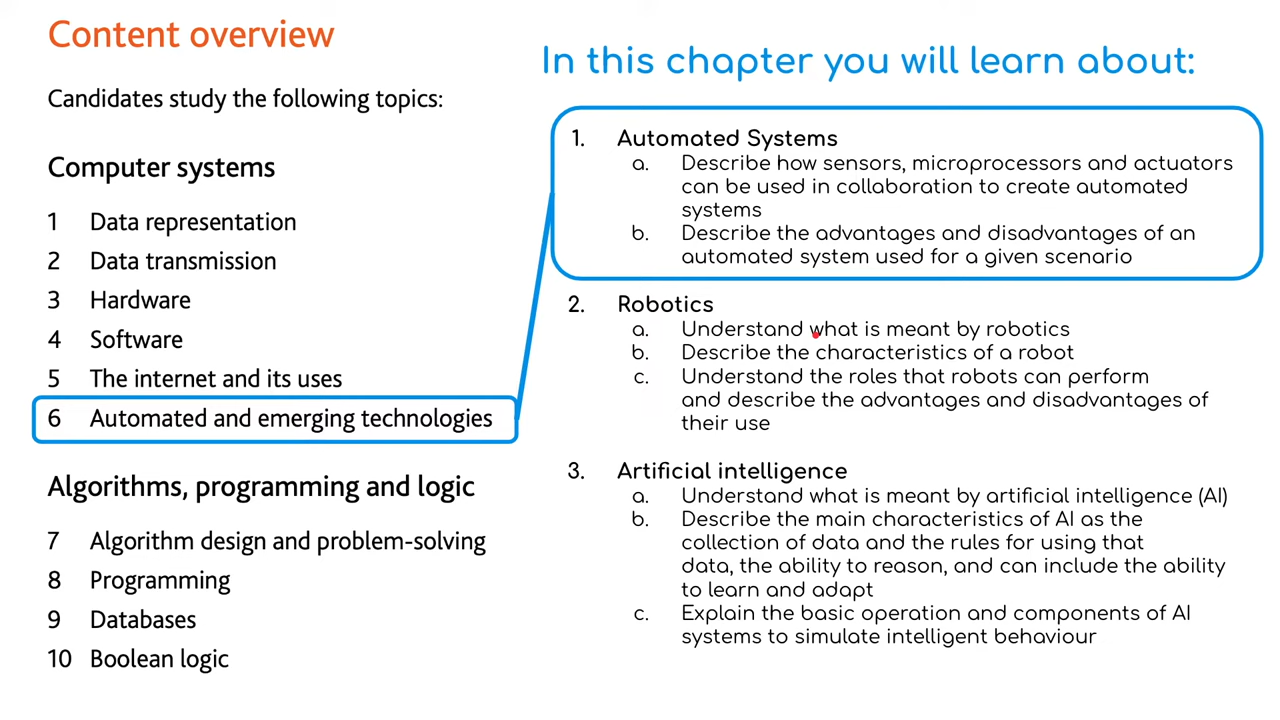 Content overview
Candidates study the following topics:
Computer systems
1 Data representation
2 Data transmission
3 Hardware
4 Software
5 The internet and its uses
6 Automated and emerging technologies
Algorithms, programming and logic
7 Algorithm design and problem-solving
8 Programming
9 Databases
10 Boolean logic
In this chapter you will learn about:
1. Automated Systems
a. Describe how sensors, microprocessors and actuators
can be used in collaboration to create automated
systems
b. Describe the advantages and disadvantages of an
automated system used for a given scenario
2. Robotics
a. Understand what is meant by robotics
b. Describe the characteristics of a robot
c. Understand the roles that robots can perform
and describe the advantages and disadvantages of
their use
3. Artificial intelligence
a. Understand what is meant by artificial intelligence (AI)
b. Describe the main characteristics of AI as the
collection of data and the rules for using that
data, the ability to reason, and can include the ability
to learn and adapt
c. Explain the basic operation and components of AI
systems to simulate intelligent behaviour